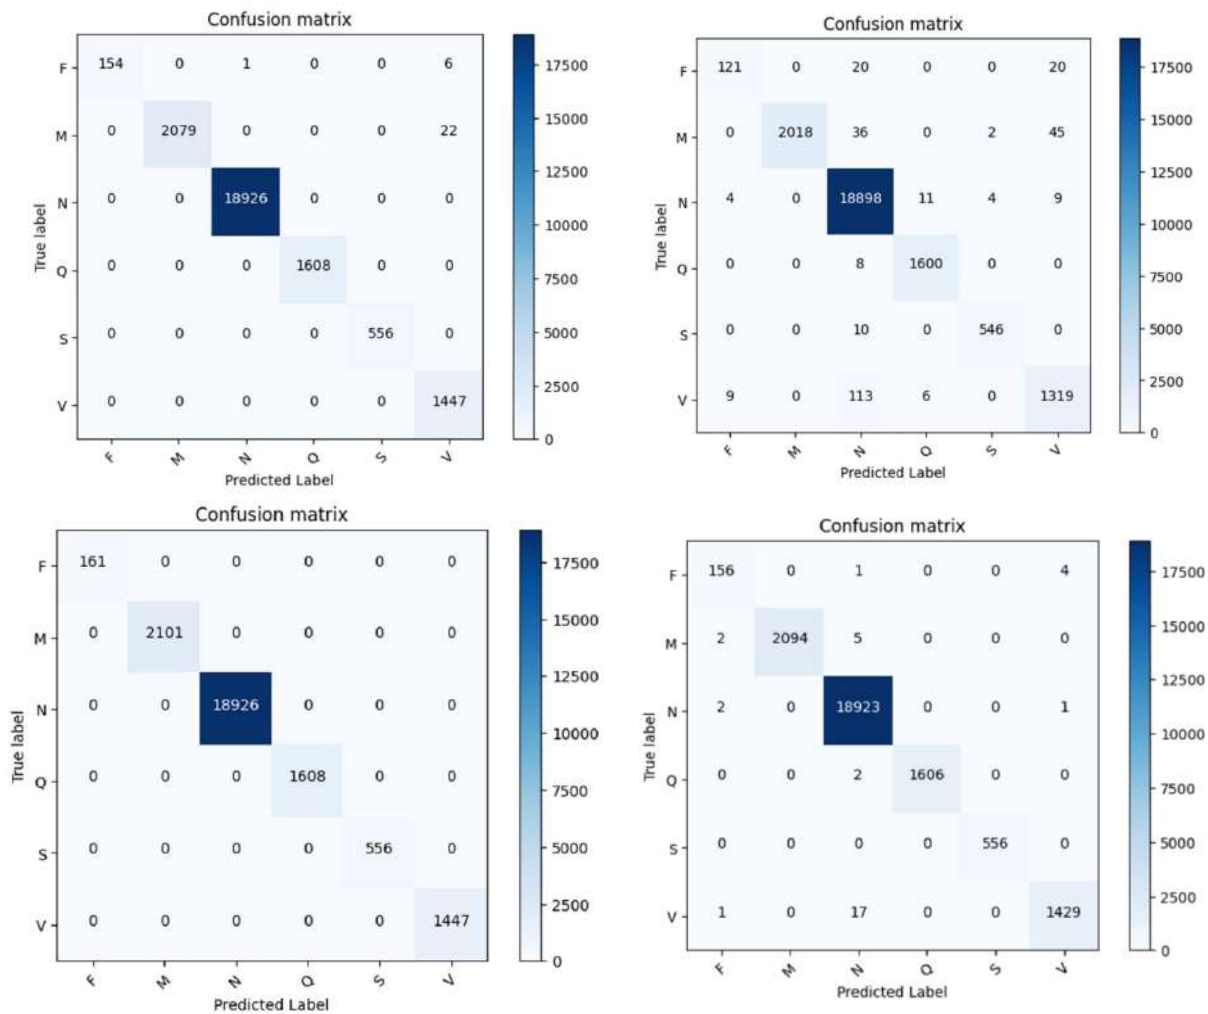 Confusion matrix
F 154 0 1 0 0 6
M 0 2079 0 0 0 22
N 0 0 18926 0 0 0
Q 0 0 0 1608 0 0
S 0 0 0 0 556 0
V 0 0 0 0 0 1447
True label
F M N Q S V
Predicted Label
17500
15000
12500
10000
7500
5000
2500
0
Confusion matrix
F 121 0 20 0 0 20
M 0 2018 36 0 2 45
N 4 0 18898 11 4 9
Q 0 0 8 1600 0 0
S 0 0 10 0 546 0
V 9 0 113 6 0 1319
True label
F M N Q S V
Predicted Label
17500
15000
12500
10000
7500
5000
2500
0
Confusion matrix
F 161 0 0 0 0 0
M 0 2101 0 0 0 0
N 0 0 18926 0 0 0
Q 0 0 0 1608 0 0
S 0 0 0 0 556 0
V 0 0 0 0 0 1447
True label
F M N Q S V
Predicted Label
17500
15000
12500
10000
7500
5000
2500
0
Confusion matrix
F 156 0 1 0 0 4
M 2 2094 5 0 0 0
N 2 0 18923 0 0 1
Q 0 0 2 1606 0 0
S 0 0 0 0 556 0
V 1 0 17 0 0 1429
True label
F M N Q S V
Predicted Label
17500
15000
12500
10000
7500
5000
2500
0